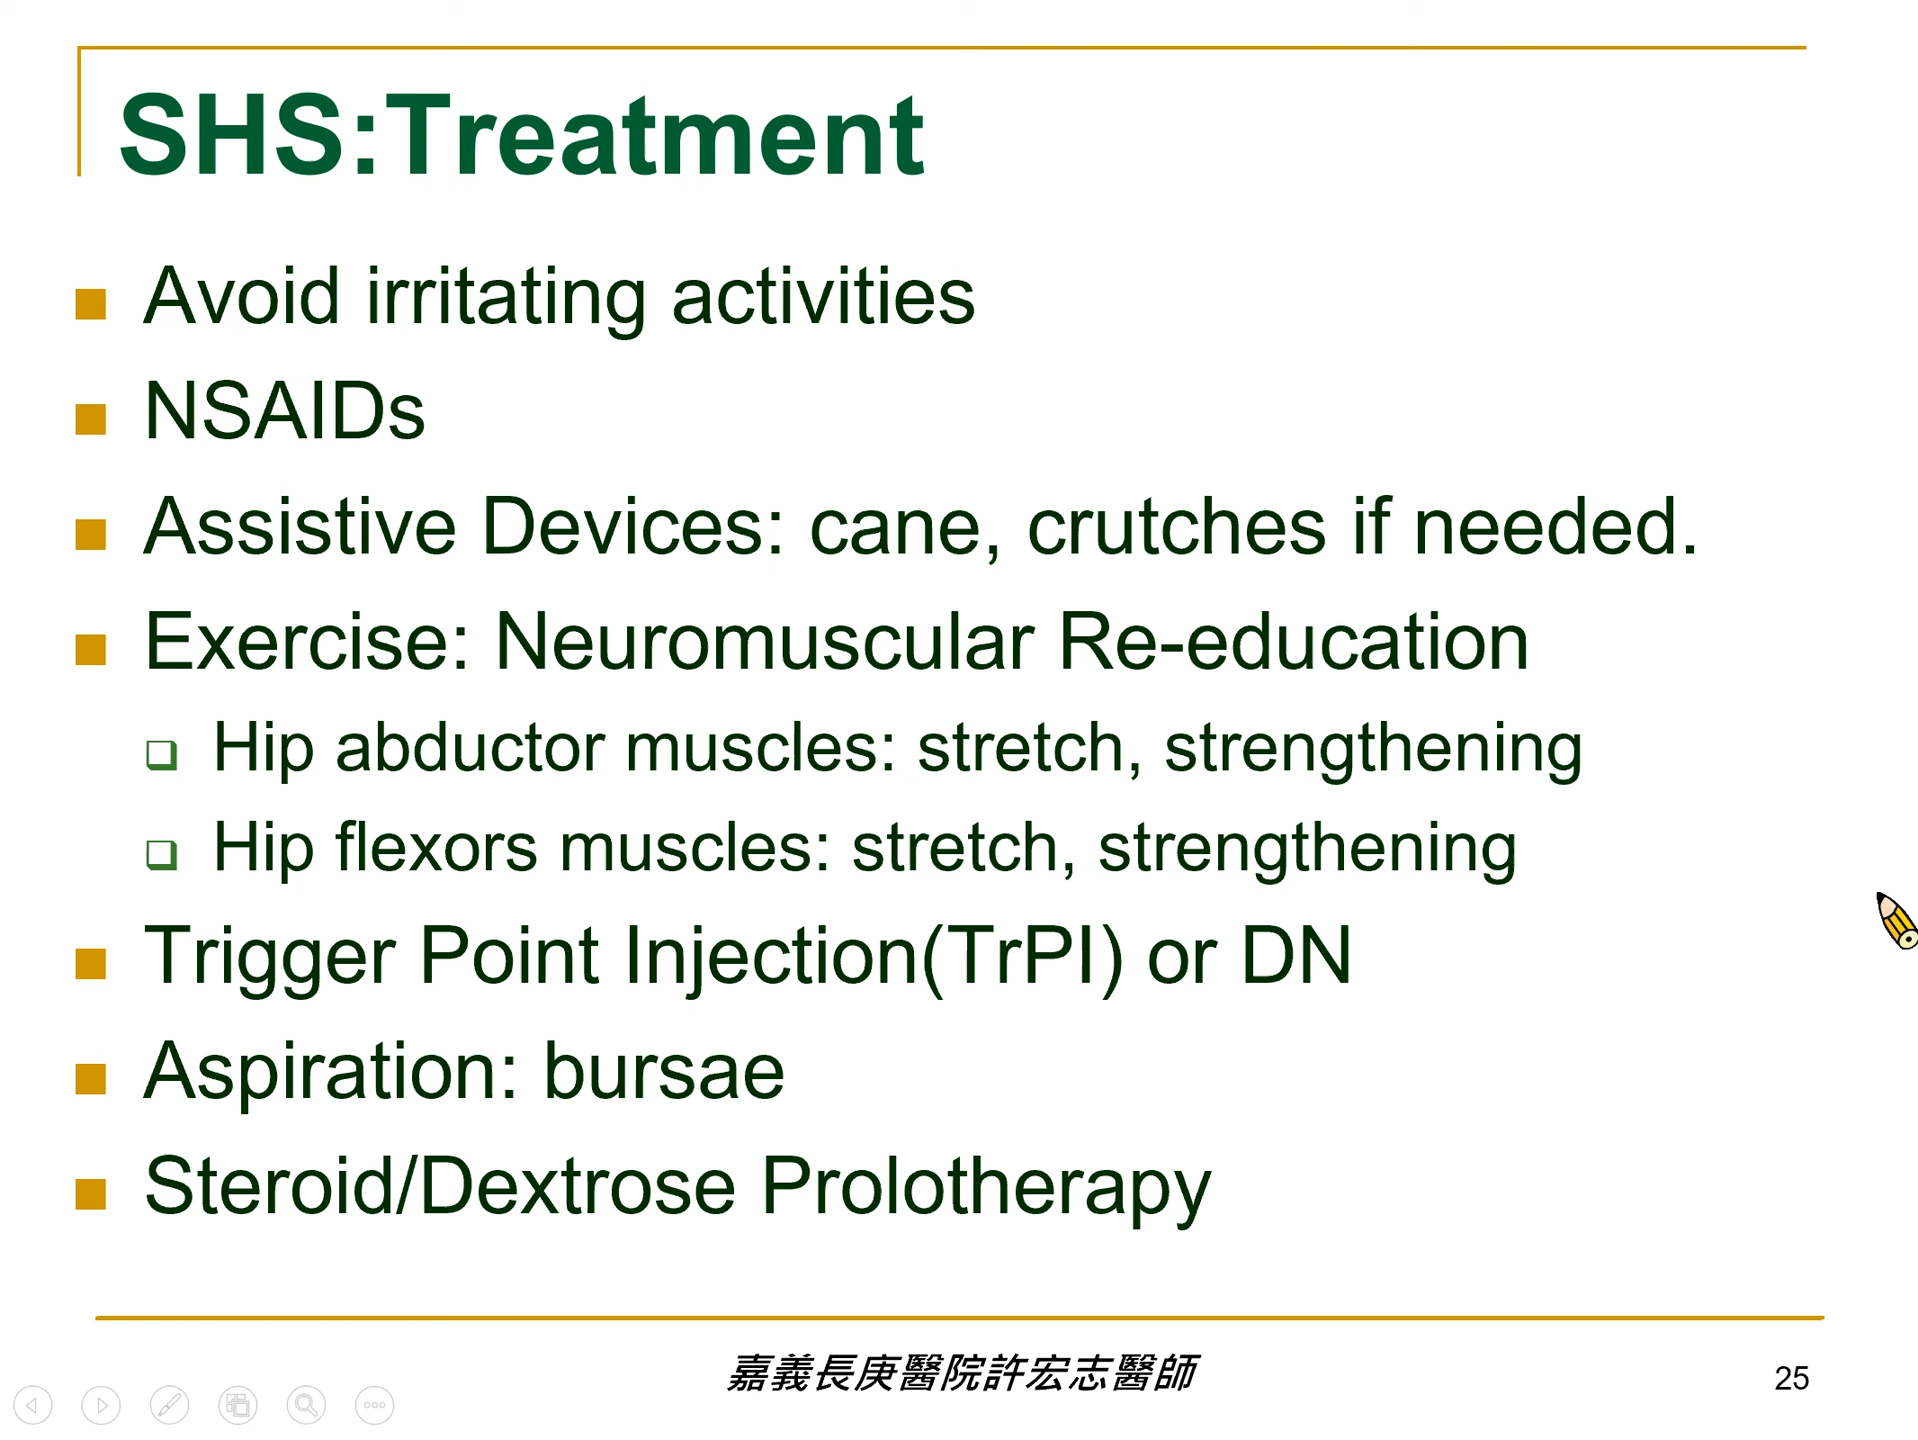 SHS:Treatment
Avoid irritating activities
NSAIDs
Assistive Devices: cane, crutches if needed.
Exercise: Neuromuscular Re-education
Hip abductor muscles: stretch, strengthening
Hip flexors muscles: stretch, strengthening
Trigger Point Injection(TrPI) or DN
Aspiration: bursae
Steroid/Dextrose Prolotherapy
嘉義長庚醫院許宏志醫師
25